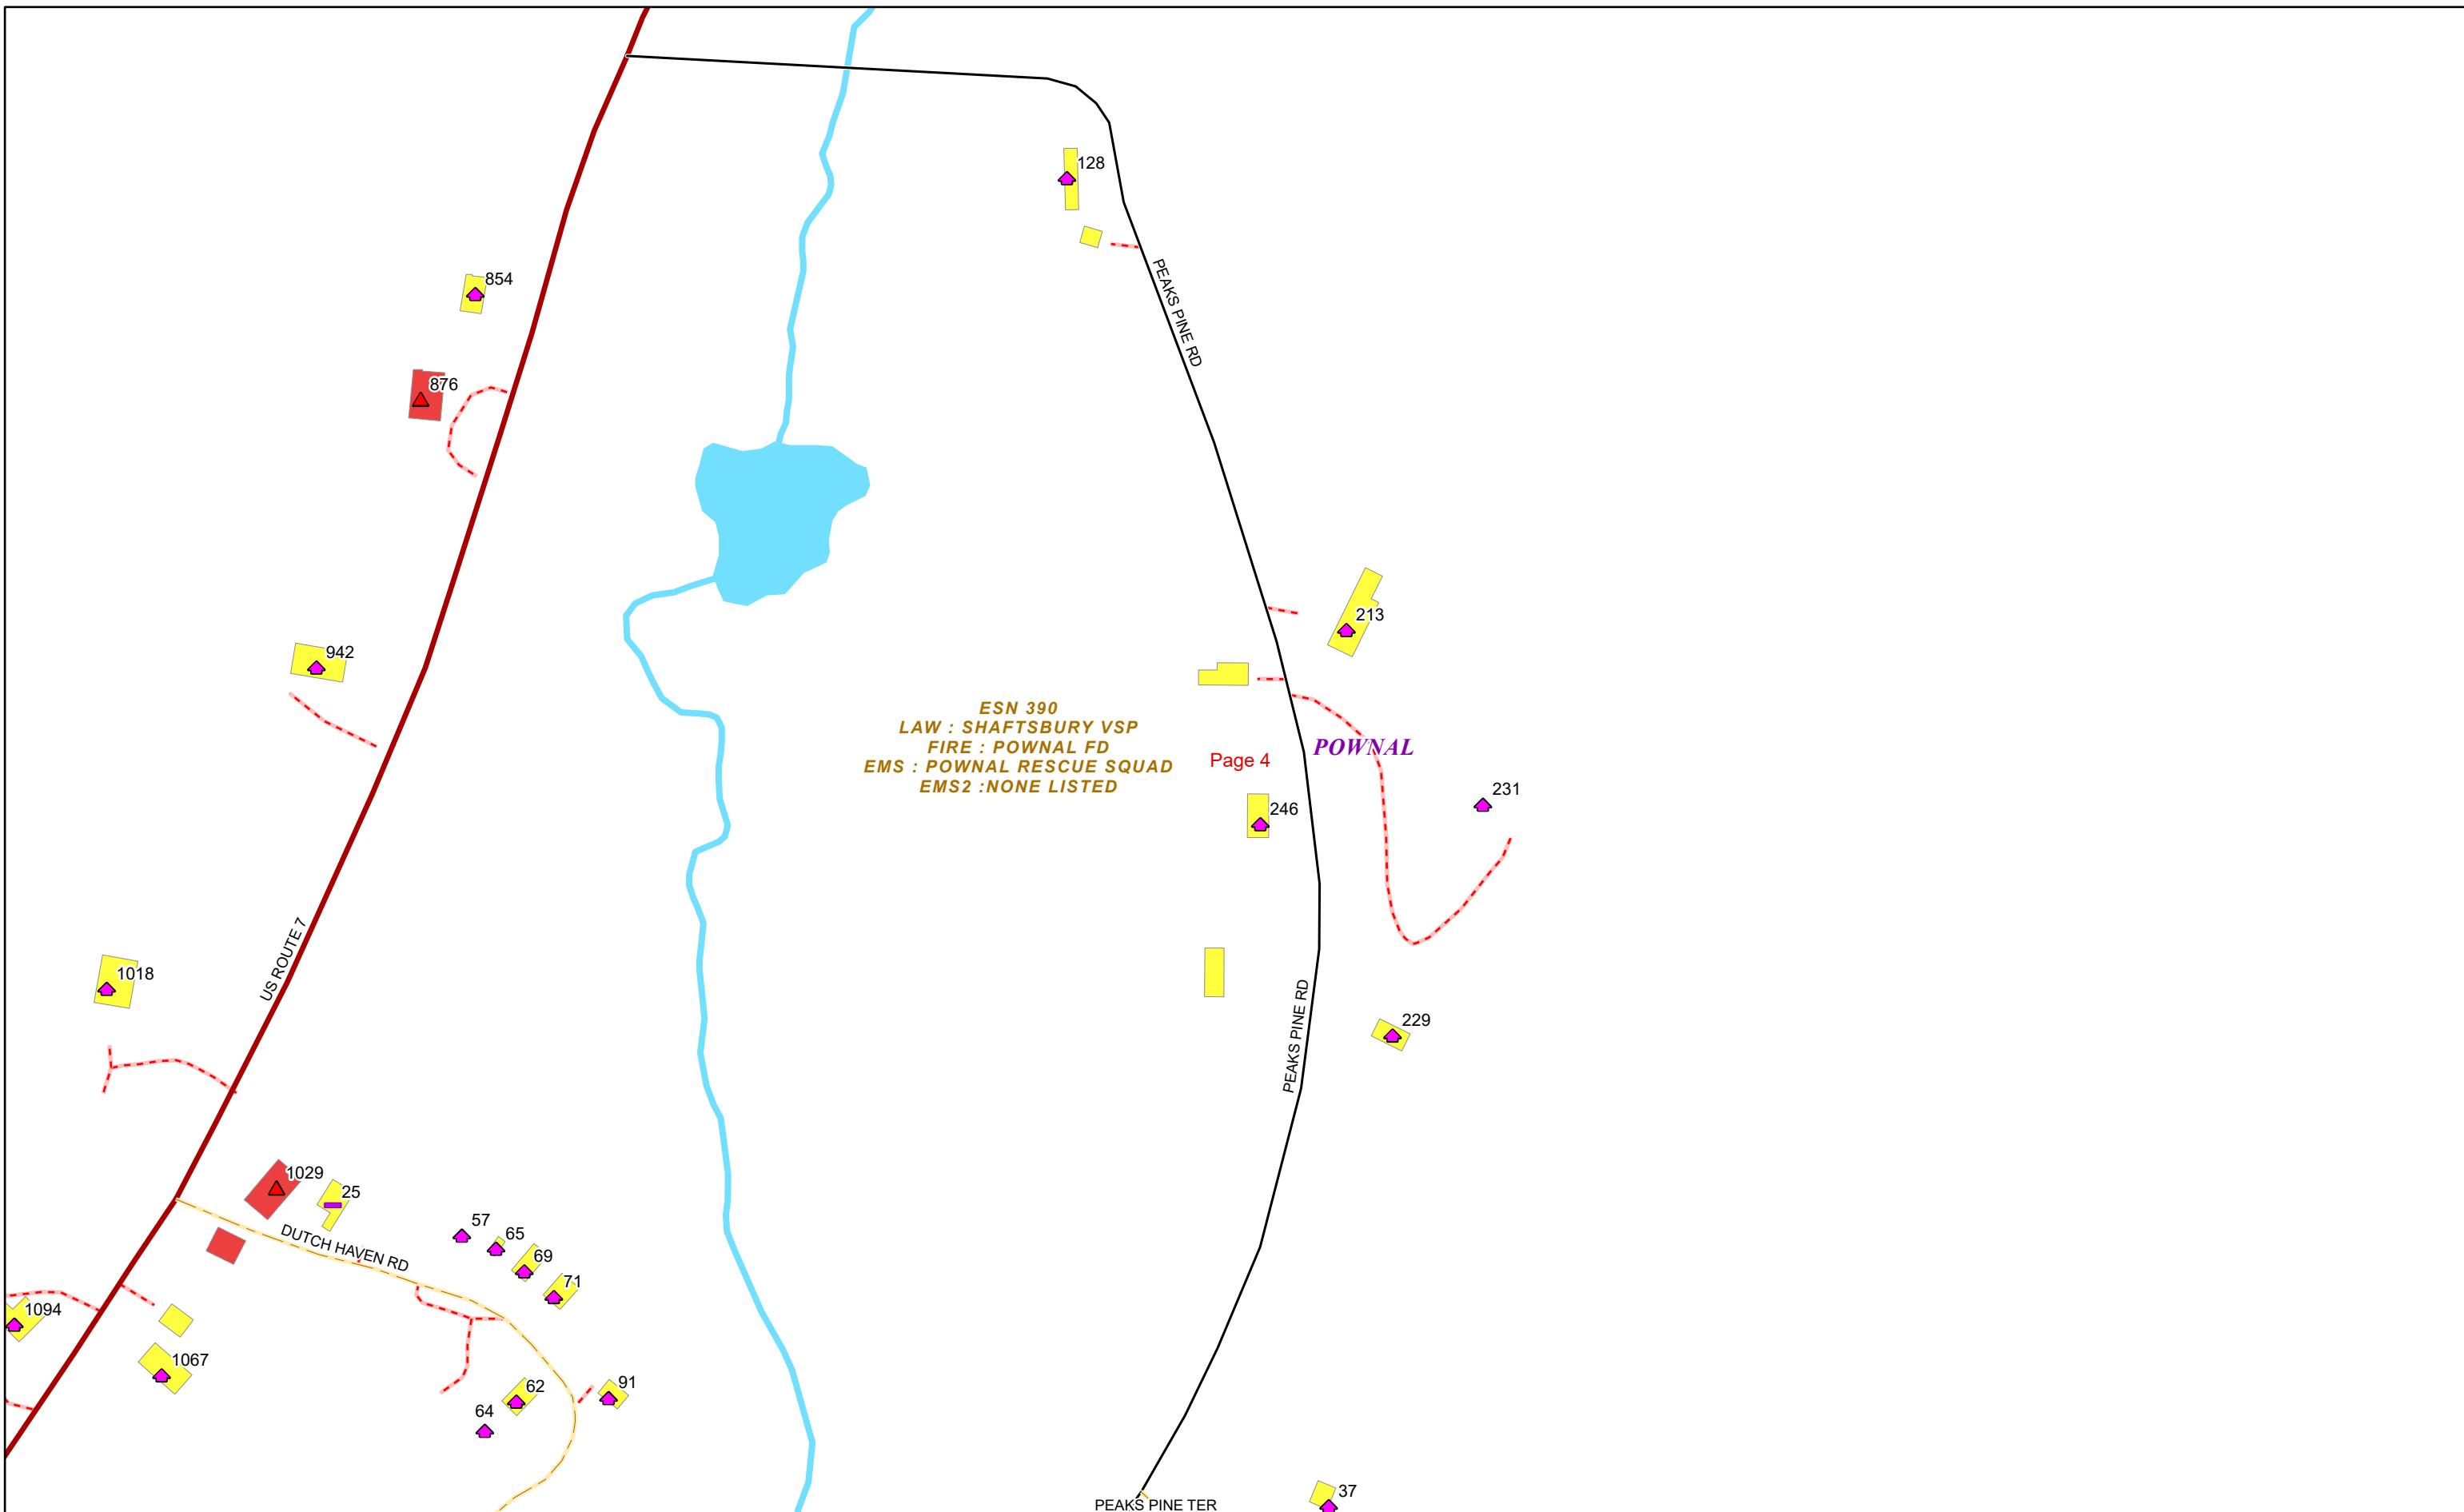 128
PEAKS PINE RD
854
876
213
942
ESN 390
LAW : SHAFTSBURY VSP
FIRE : POWNAL FD
EMS : POWNAL RESCUE SQUAD
EMS2 :NONE LISTED
Page 4
POWNAL
231
246
US ROUTE 7
1018
PEAKS PINE RD
229
1029
25
DUTCH HAVEN RD
57
65
69
71
1094
1067
62
91
64
37
PEAKS PINE TER